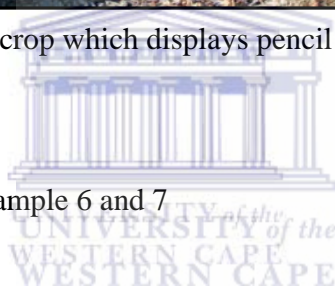 crop which displays pencil
ample 6 and 7
UNIVERSITY of the
WESTERN CAPE